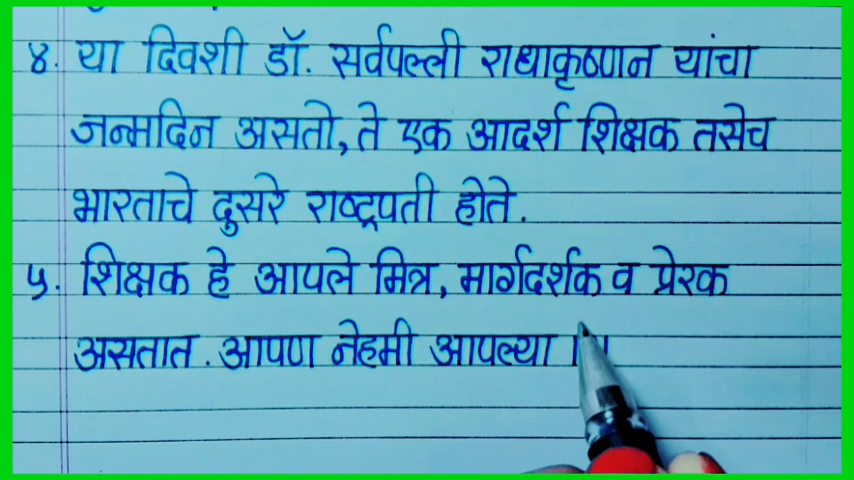 ४. या दिवशी डॉ. सर्वपल्ली राधाकृष्णन यांचा
जन्मदिन असतो, ते एक आदर्श शिक्षक तसेच
भारताचे दुसरे राष्ट्रपती होते.
५. शिक्षक हे आपले मित्र, मार्गदर्शक व प्रेरक
असतात. आपण नेहमी आपल्या